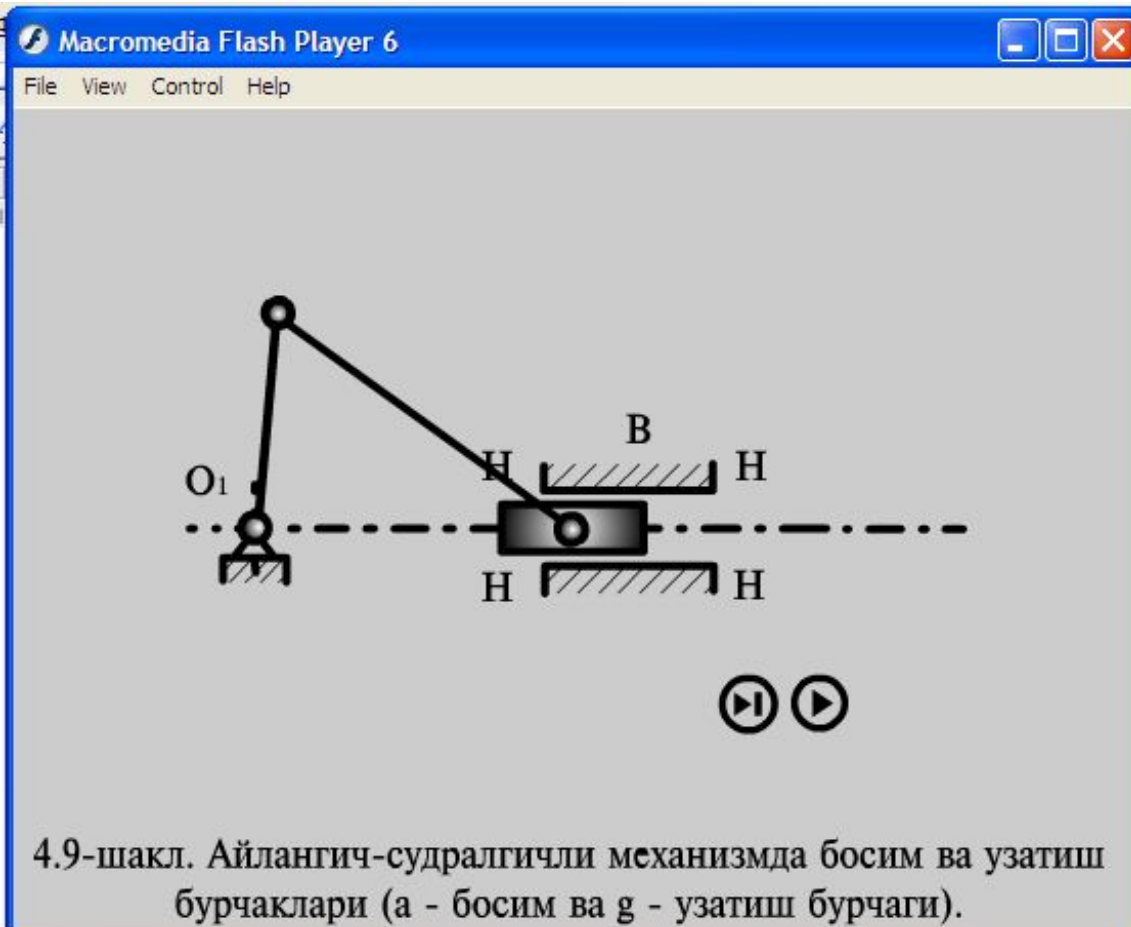 Macromedia Flash Player 6
File View Control Help
B
H H
O1
H H
4.9-шакл. Айлангич-судралгичли механизмда босим ва узатиш
бурчаклари (a - босим ва g - узатиш бурчаги).